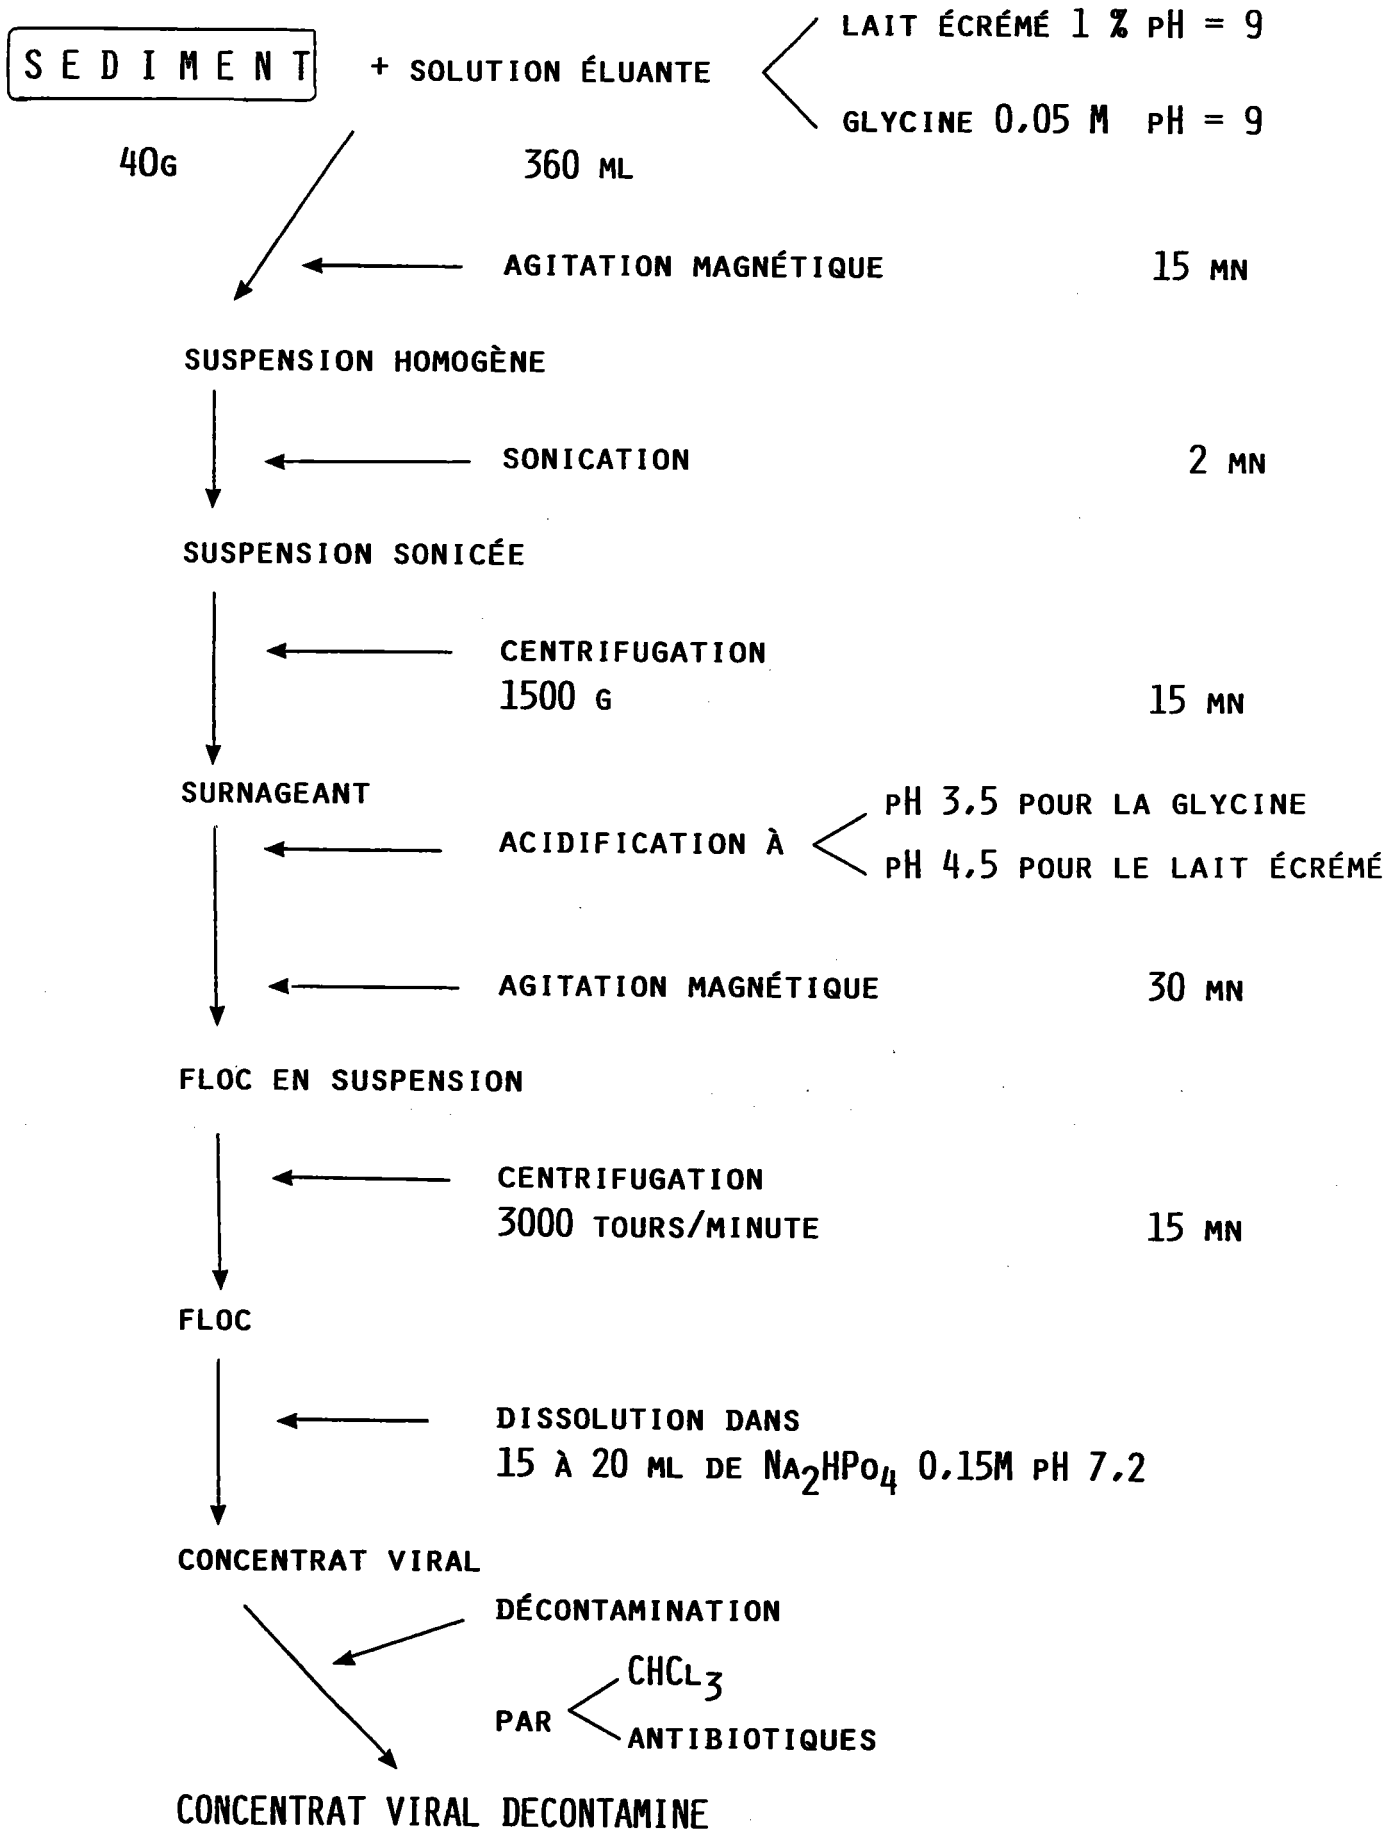 LAIT ÉCRÉMÉ 1 % PH = 9
SEDIMENT + SOLUTION ÉLUANTE
GLYCINE 0,05 M PH = 9
40G 360 ML
AGITATION MAGNÉTIQUE 15 MN
SUSPENSION HOMOGÈNE
SONICATION 2 MN
SUSPENSION SONICÉE
CENTRIFUGATION
1500 G 15 MN
SURNAGEANT
PH 3,5 POUR LA GLYCINE
ACIDIFICATION À
PH 4,5 POUR LE LAIT ÉCRÉMÉ
AGITATION MAGNÉTIQUE 30 MN
FLOC EN SUSPENSION
CENTRIFUGATION
3000 TOURS/MINUTE 15 MN
FLOC
DISSOLUTION DANS
15 À 20 ML DE NA2HPO4 0,15M PH 7,2
CONCENTRAT VIRAL
DÉCONTAMINATION
CHCL3
PAR
ANTIBIOTIQUES
CONCENTRAT VIRAL DECONTAMINE